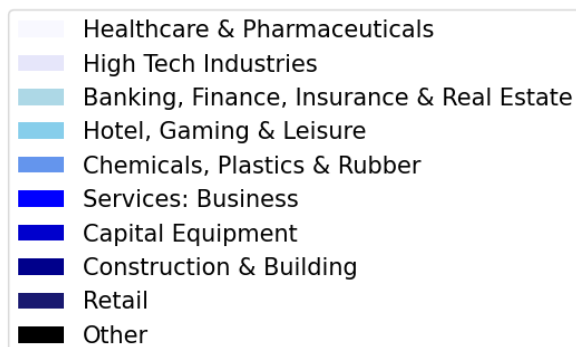 Healthcare & Pharmaceuticals
High Tech Industries
Banking, Finance, Insurance & Real Estate
Hotel, Gaming & Leisure
Chemicals, Plastics & Rubber
Services: Business
Capital Equipment
Construction & Building
Retail
Other